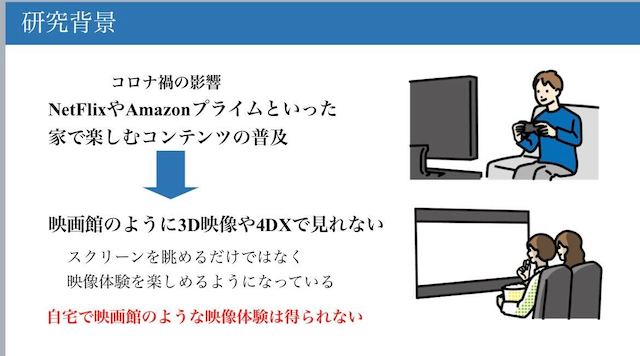 研究背景
コロナ禍の影響
NetFlixやAmazonプライムといった
家で楽しむコンテンツの普及
映画館のように3D映像や4DXで見れない
スクリーンを眺めるだけではなく
映像体験を楽しめるようになっている
自宅で映画館のような映像体験は得られない